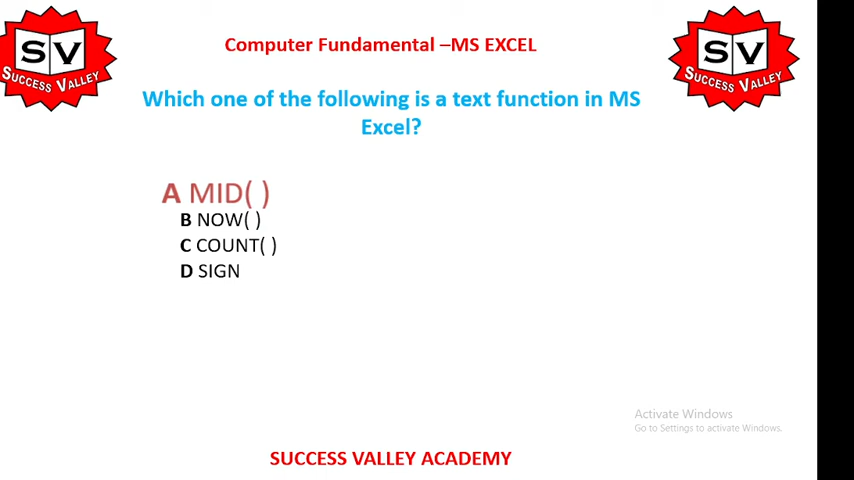 SV
SUCCESS VALLEY
Computer Fundamental –MS EXCEL
SV
SUCCESS VALLEY
Which one of the following is a text function in MS
Excel?
A MID( )
B NOW( )
C COUNT( )
D SIGN
Activate Windows
Go to Settings to activate Windows.
SUCCESS VALLEY ACADEMY